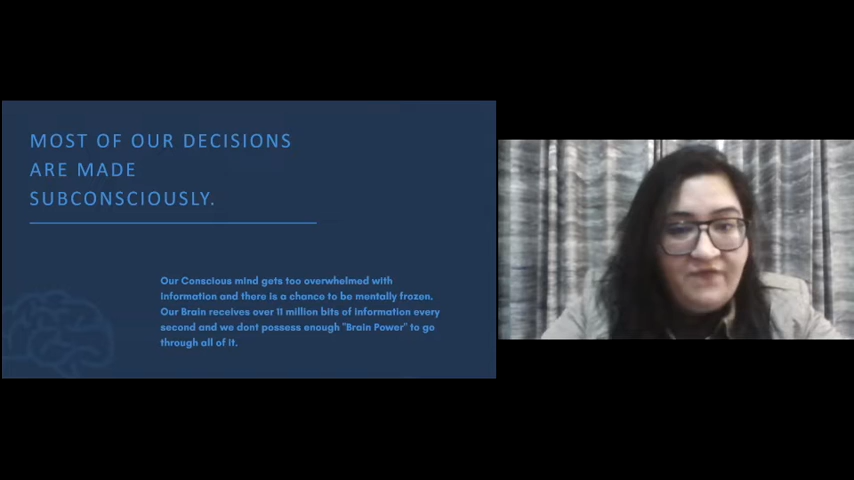 MOST OF OUR DECISIONS
ARE MADE
SUBCONSCIOUSLY.
Our Conscious mind gets too overwhelmed with
information and there is a chance to be mentally frozen.
Our Brain receives over 11 million bits of information every
second and we dont possess enough "Brain Power" to go
through all of it.